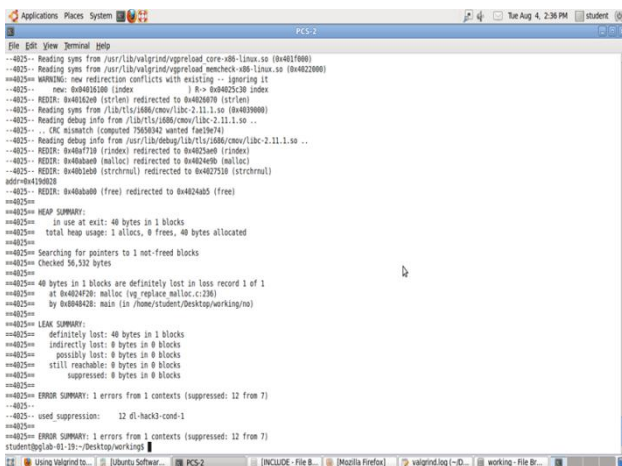 Applications Places System
Tue Aug 4, 2:36 PM student
PCS-2
File Edit View Terminal Help
--4025-- Reading syms from /usr/lib/valgrind/vgpreload_core-x86-linux.so (0x401f000)
--4025-- Reading syms from /usr/lib/valgrind/vgpreload_memcheck-x86-linux.so (0x4022000)
==4025== WARNING: new redirection conflicts with existing -- ignoring it
--4025-- new: 0x04016100 (index ) R-> 0x04025c30 index
--4025-- REDIR: 0x40162e0 (strlen) redirected to 0x4026070 (strlen)
--4025-- Reading syms from /lib/tls/i686/cmov/libc-2.11.1.so (0x4039000)
--4025-- Reading debug info from /lib/tls/i686/cmov/libc-2.11.1.so ..
--4025-- .. CRC mismatch (computed 75650342 wanted fae19e74)
--4025-- Reading debug info from /usr/lib/debug/lib/tls/i686/cmov/libc-2.11.1.so ..
--4025-- REDIR: 0x40af710 (rindex) redirected to 0x4025ae0 (rindex)
--4025-- REDIR: 0x40abae0 (malloc) redirected to 0x4024e9b (malloc)
--4025-- REDIR: 0x40b1eb0 (strchrnul) redirected to 0x4027510 (strchrnul)
addr=0x419d028
--4025-- REDIR: 0x40aba00 (free) redirected to 0x4024ab5 (free)
==4025==
==4025== HEAP SUMMARY:
==4025== in use at exit: 40 bytes in 1 blocks
==4025== total heap usage: 1 allocs, 0 frees, 40 bytes allocated
==4025==
==4025== Searching for pointers to 1 not-freed blocks
==4025== Checked 56,532 bytes
==4025==
==4025== 40 bytes in 1 blocks are definitely lost in loss record 1 of 1
==4025== at 0x4024F20: malloc (vg_replace_malloc.c:236)
==4025== by 0x8048428: main (in /home/student/Desktop/working/no)
==4025==
==4025== LEAK SUMMARY:
==4025== definitely lost: 40 bytes in 1 blocks
==4025== indirectly lost: 0 bytes in 0 blocks
==4025== possibly lost: 0 bytes in 0 blocks
==4025== still reachable: 0 bytes in 0 blocks
==4025== suppressed: 0 bytes in 0 blocks
==4025==
==4025== ERROR SUMMARY: 1 errors from 1 contexts (suppressed: 12 from 7)
--4025--
--4025-- used_suppression: 12 dl-hack3-cond-1
==4025==
==4025== ERROR SUMMARY: 1 errors from 1 contexts (suppressed: 12 from 7)
student@pglab-01-19:~/Desktop/working$
Using Valgrind to... [Ubuntu Softwar... PCS-2 [INCLUDE - File B... [Mozilla Firefox] valgrind.log (~/D... working - File Br...